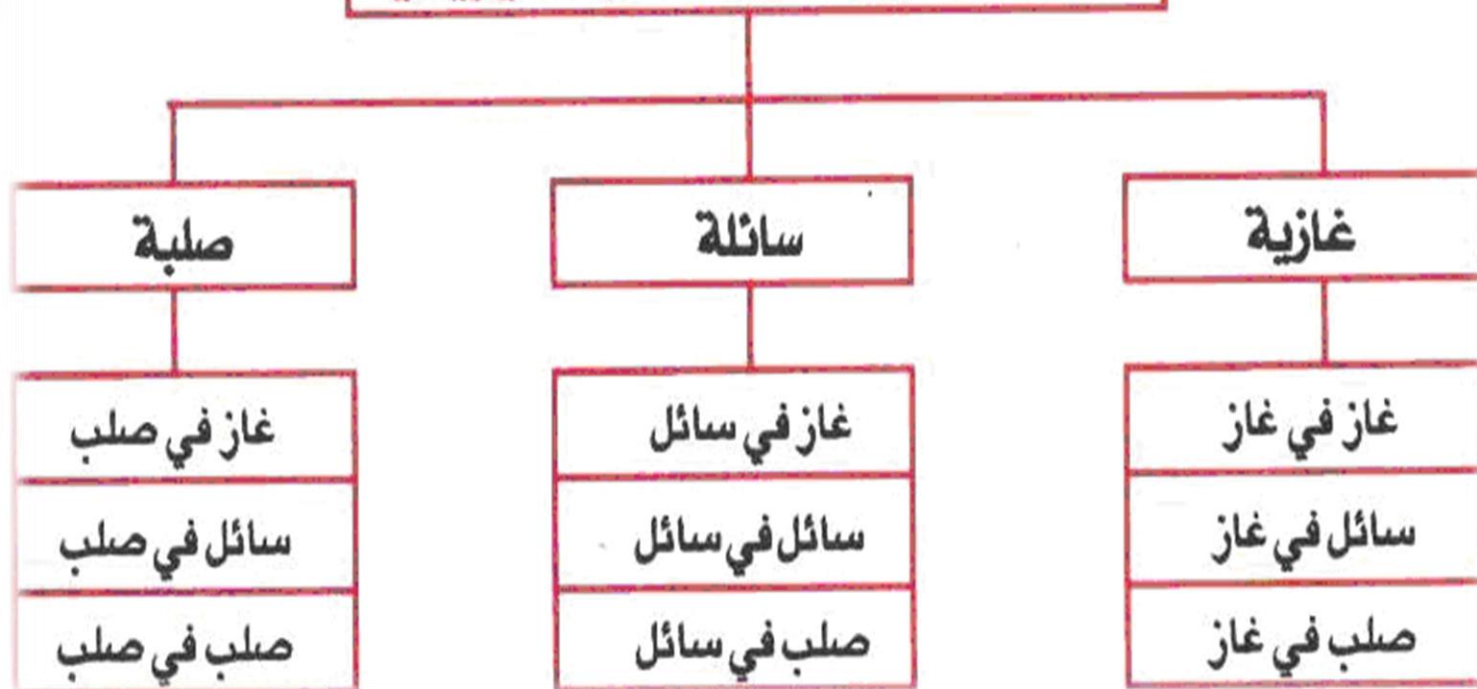 غازية
سائلة
صلبة
غاز في غاز
غاز في سائل
غاز في صلب
سائل في غاز
سائل في سائل
سائل في صلب
صلب في غاز
صلب في سائل
صلب في صلب